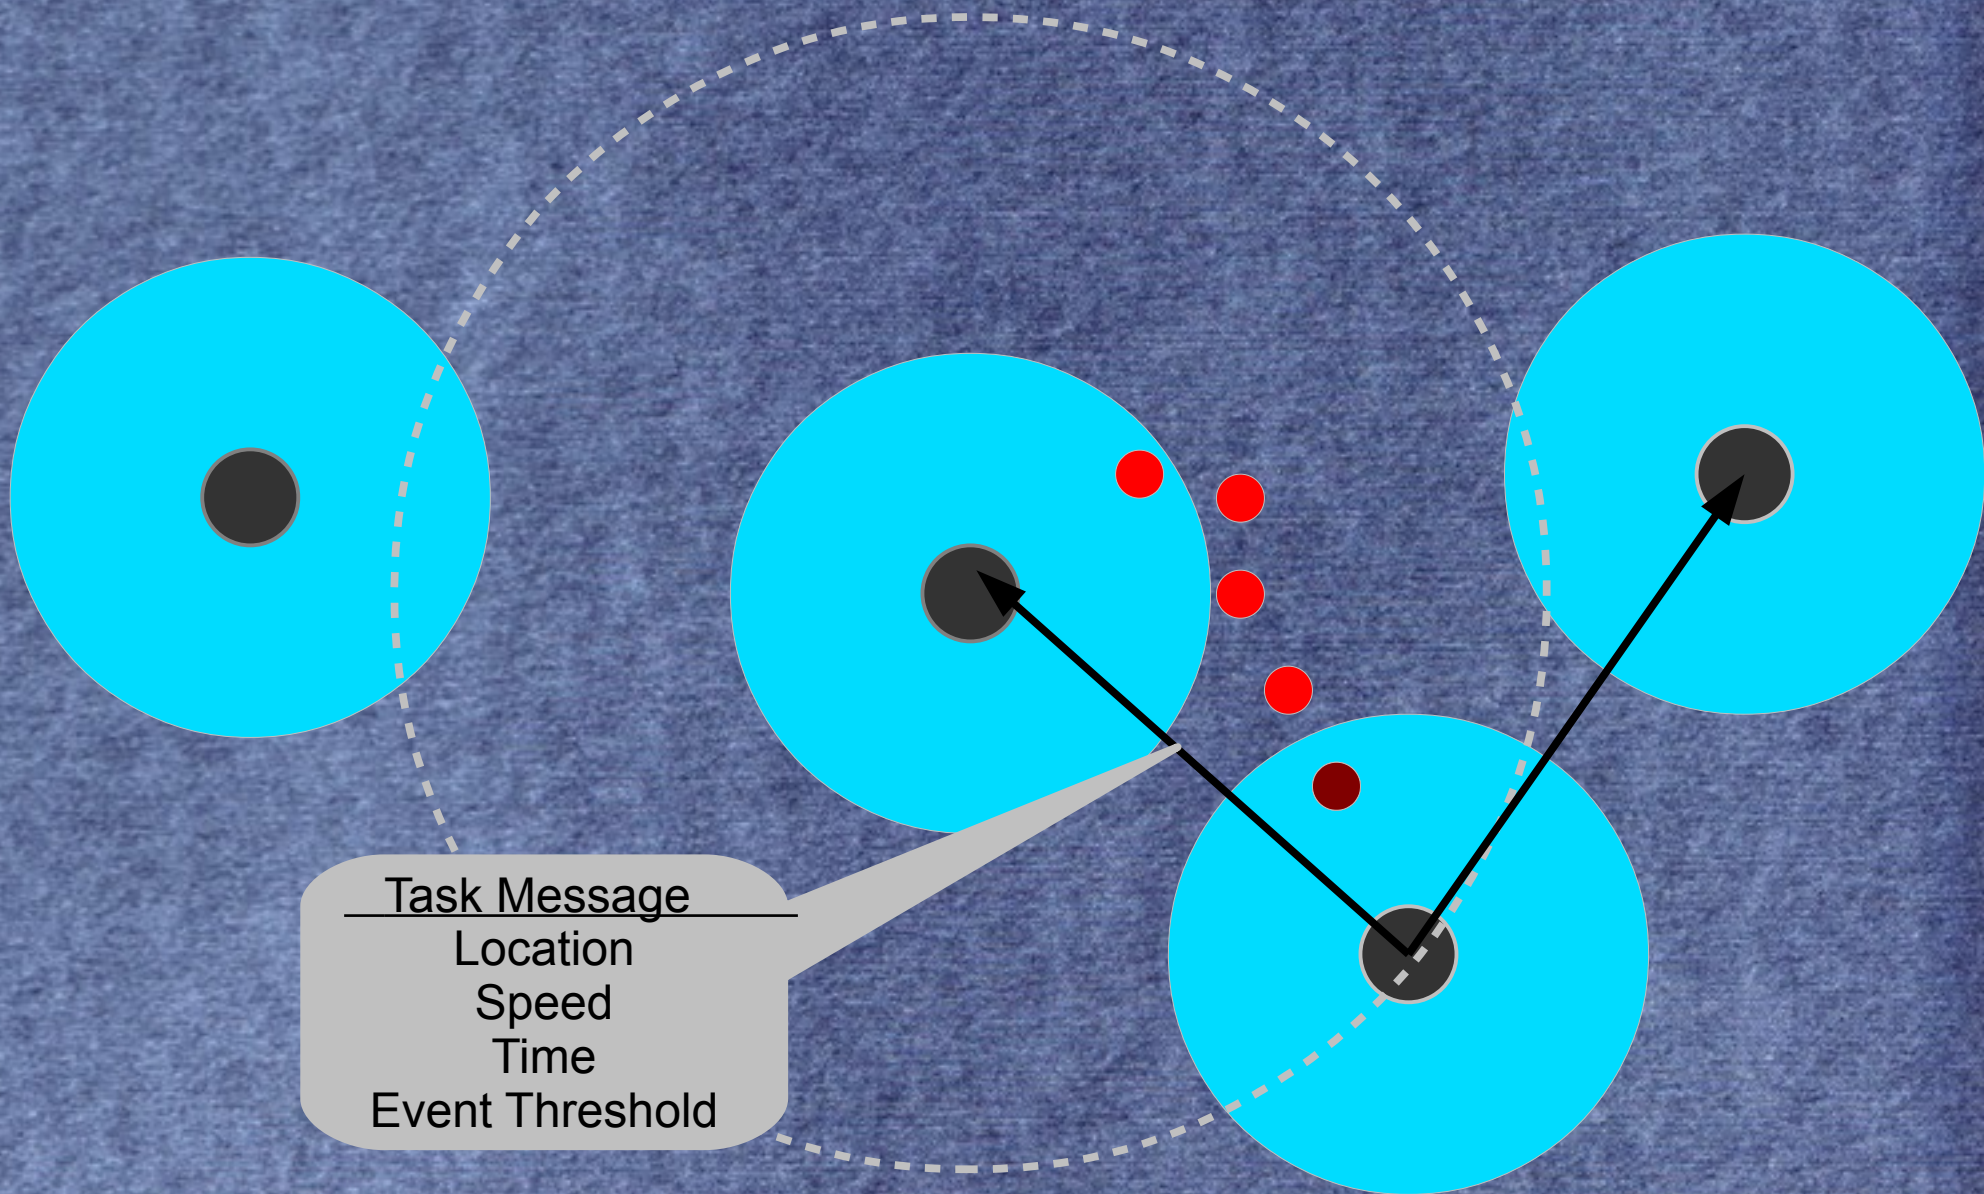 Task Message
Location
Speed
Time
Event Threshold